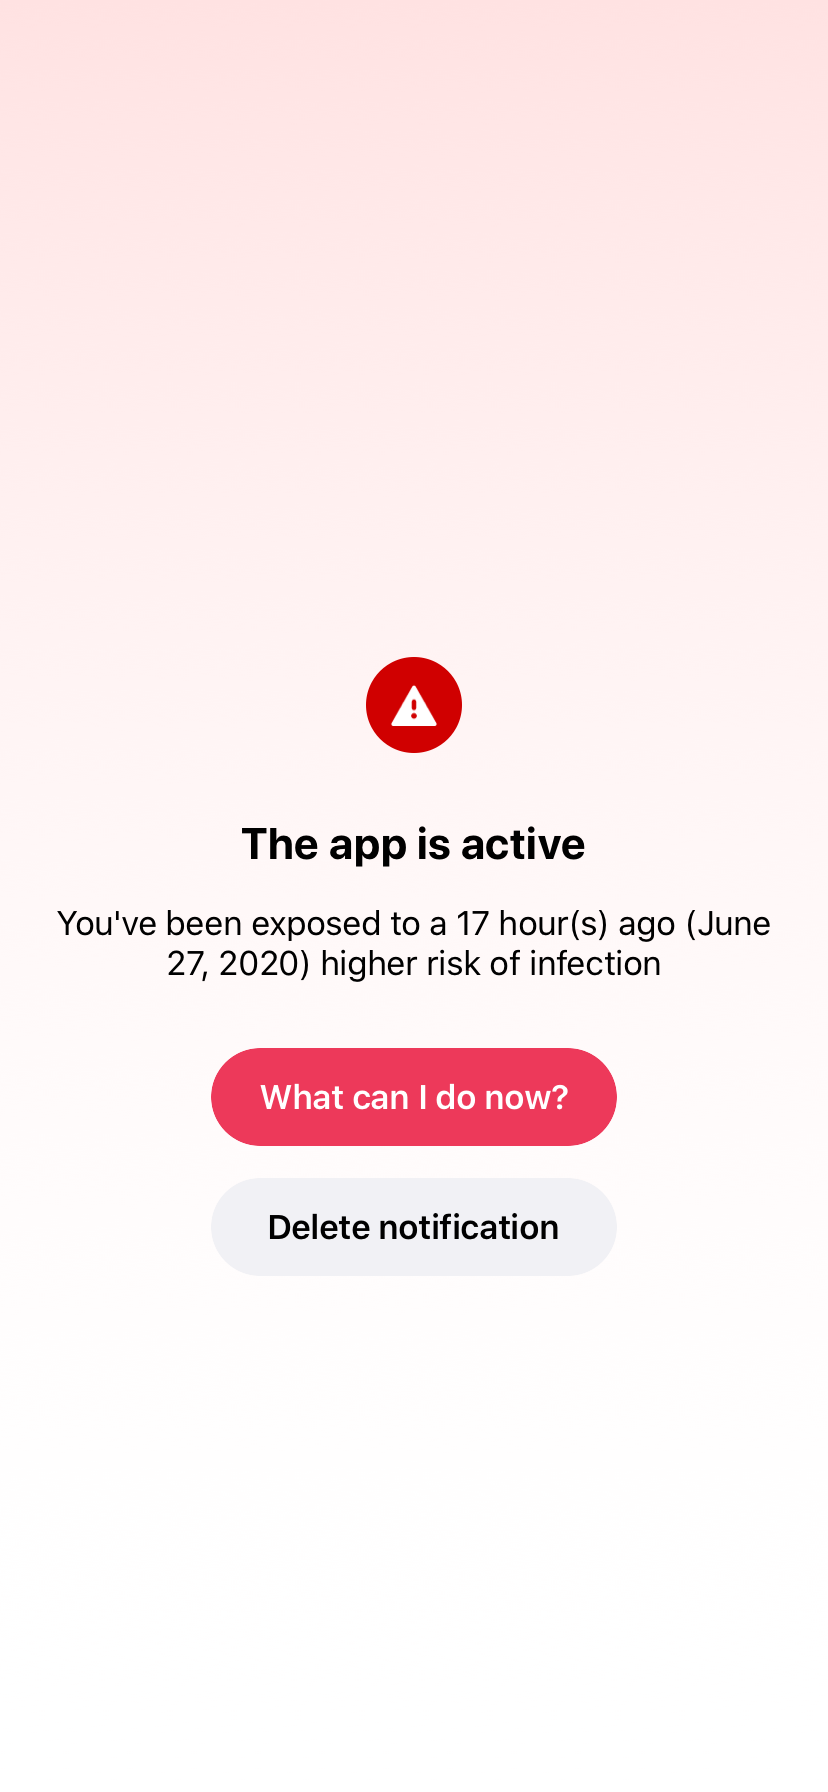 The app is active
You've been exposed to a 17 hour(s) ago (June
27, 2020) higher risk of infection
What can I do now?
Delete notification